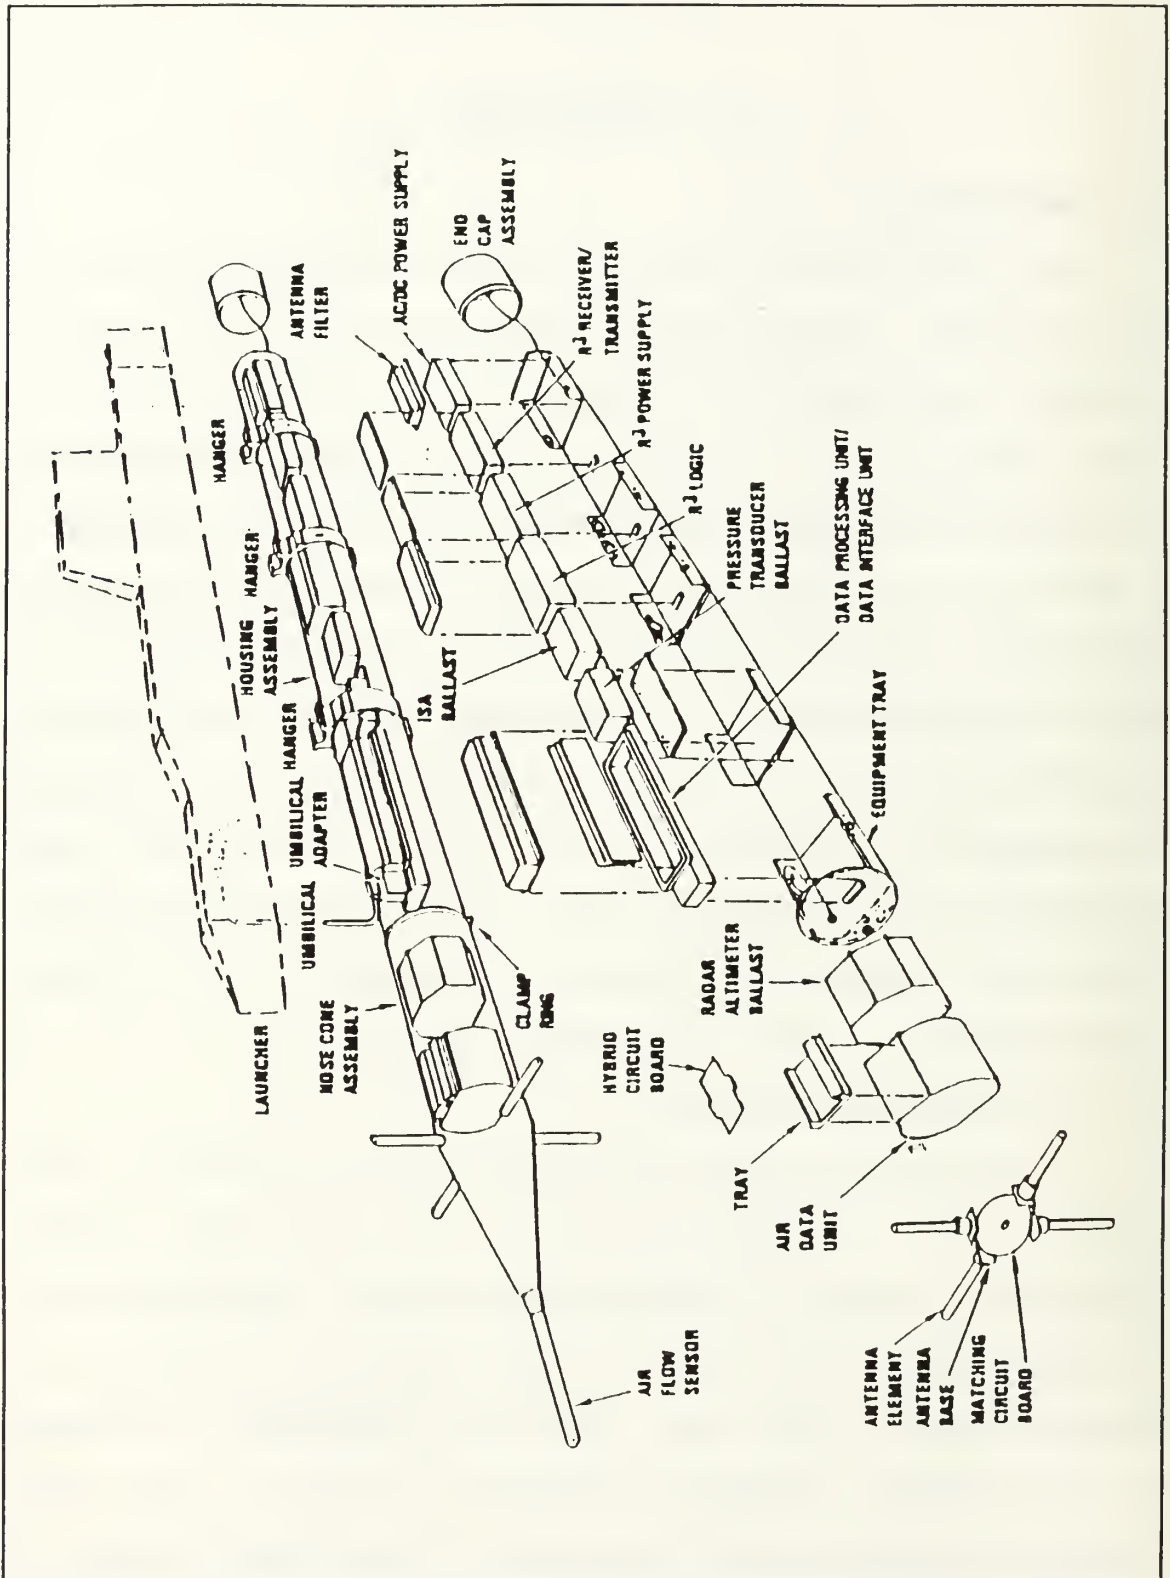 LAUNCHER
NOSE CONE
ASSEMBLY
UMBILICAL
UMBILICAL
ADAPTER
HANGER
HOUSING
ASSEMBLY
HANGER
HANGER
ANTENNA
FILTER
AC/DC POWER SUPPLY
END
CAP
ASSEMBLY
R³ RECEIVER/
TRANSMITTER
R³ POWER SUPPLY
R³ LOGIC
PRESSURE
TRANSDUCER
BALLAST
DATA PROCESSING UNIT/
DATA INTERFACE UNIT
EQUIPMENT TRAY
ISA
BALLAST
CLAMP
RING
RADAR
ALTIMETER
BALLAST
HYBRID
CIRCUIT
BOARD
TRAY
AIR
DATA
UNIT
AIR
FLOW
SENSOR
ANTENNA
ELEMENT
ANTENNA
BASE
MATCHING
CIRCUIT
BOARD